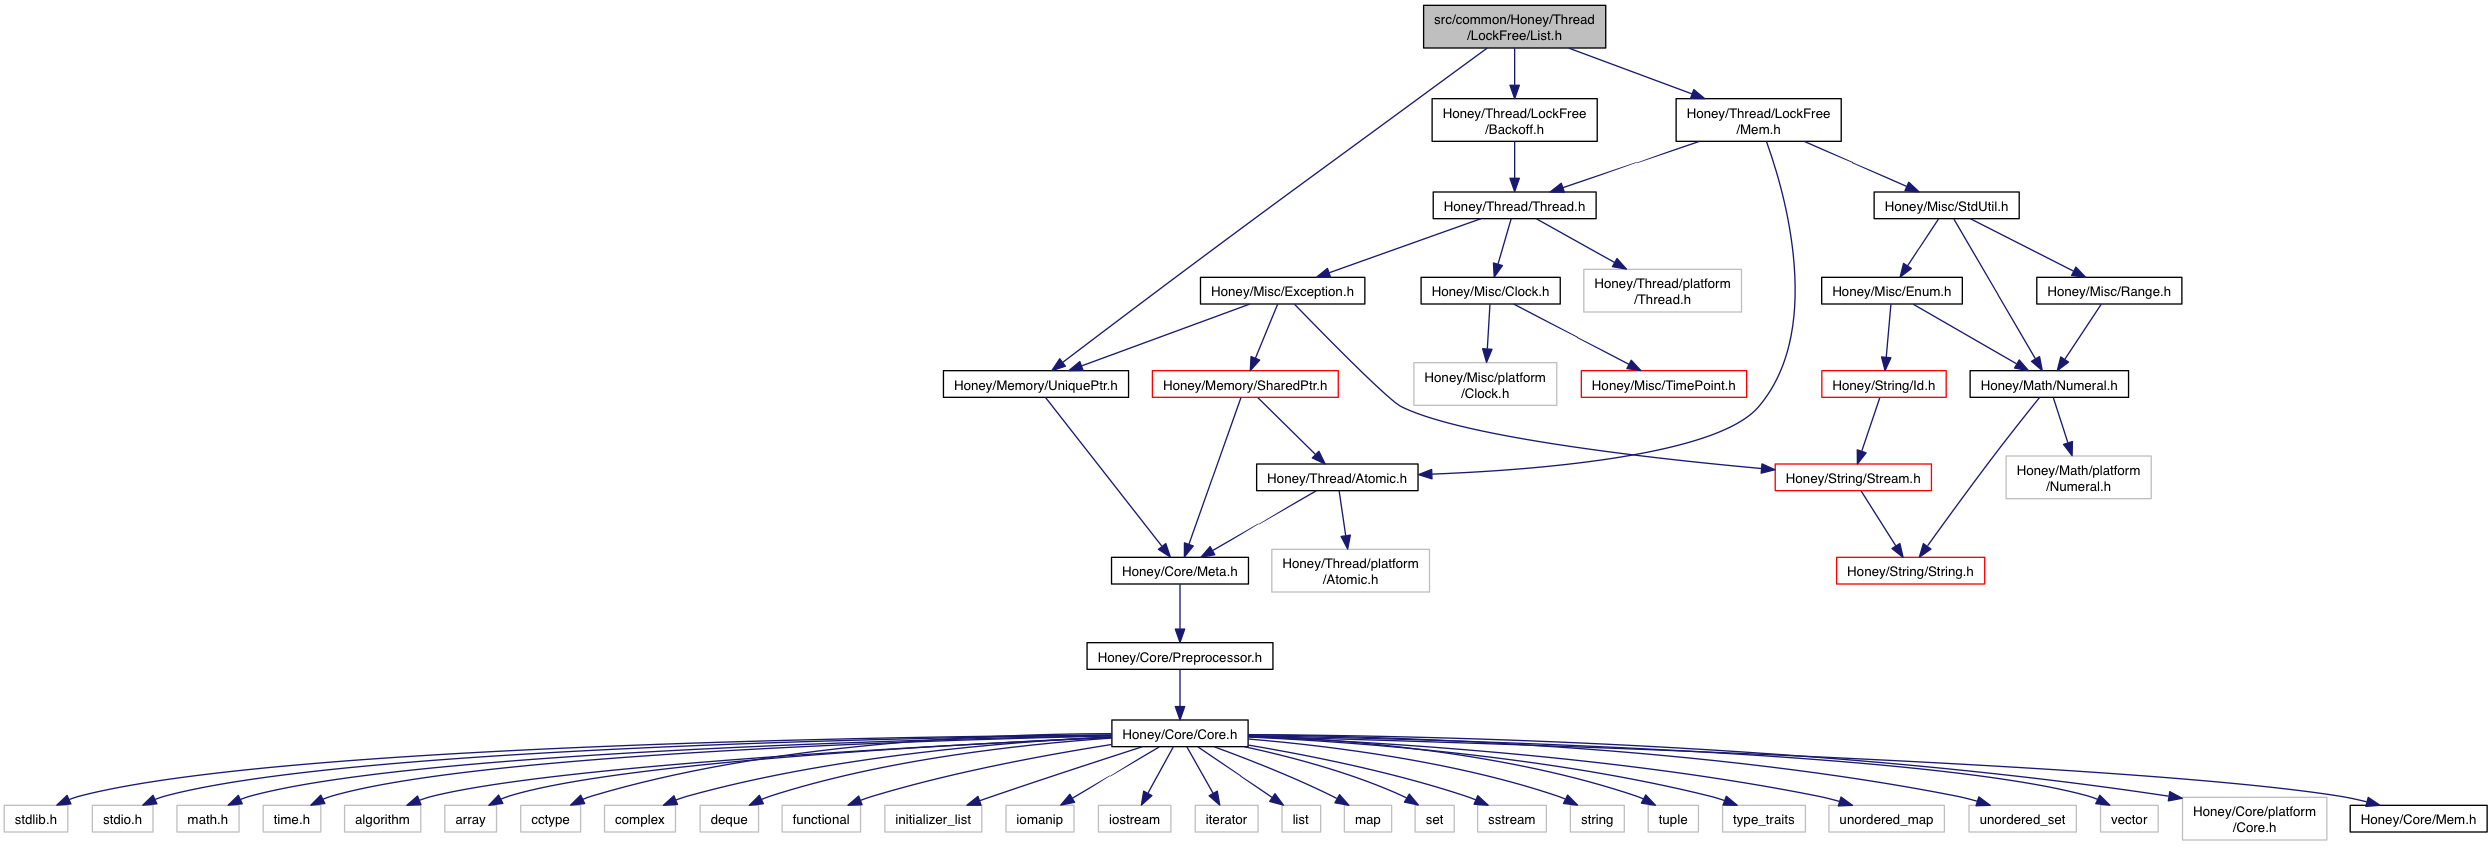 src/common/Honey/Thread
/LockFree/List.h
Honey/Thread/LockFree
/Backoff.h
Honey/Thread/LockFree
/Mem.h
Honey/Thread/Thread.h
Honey/Misc/StdUtil.h
Honey/Misc/Exception.h
Honey/Misc/Clock.h
Honey/Thread/platform
/Thread.h
Honey/Misc/Enum.h
Honey/Misc/Range.h
Honey/Memory/UniquePtr.h
Honey/Memory/SharedPtr.h
Honey/Misc/platform
/Clock.h
Honey/Misc/TimePoint.h
Honey/String/Id.h
Honey/Math/Numeral.h
Honey/Thread/Atomic.h
Honey/String/Stream.h
Honey/Math/platform
/Numeral.h
Honey/Core/Meta.h
Honey/Thread/platform
/Atomic.h
Honey/String/String.h
Honey/Core/Preprocessor.h
Honey/Core/Core.h
stdlib.h
stdio.h
math.h
time.h
algorithm
array
cctype
complex
deque
functional
initializer_list
iomanip
iostream
iterator
list
map
set
sstream
string
tuple
type_traits
unordered_map
unordered_set
vector
Honey/Core/platform
/Core.h
Honey/Core/Mem.h